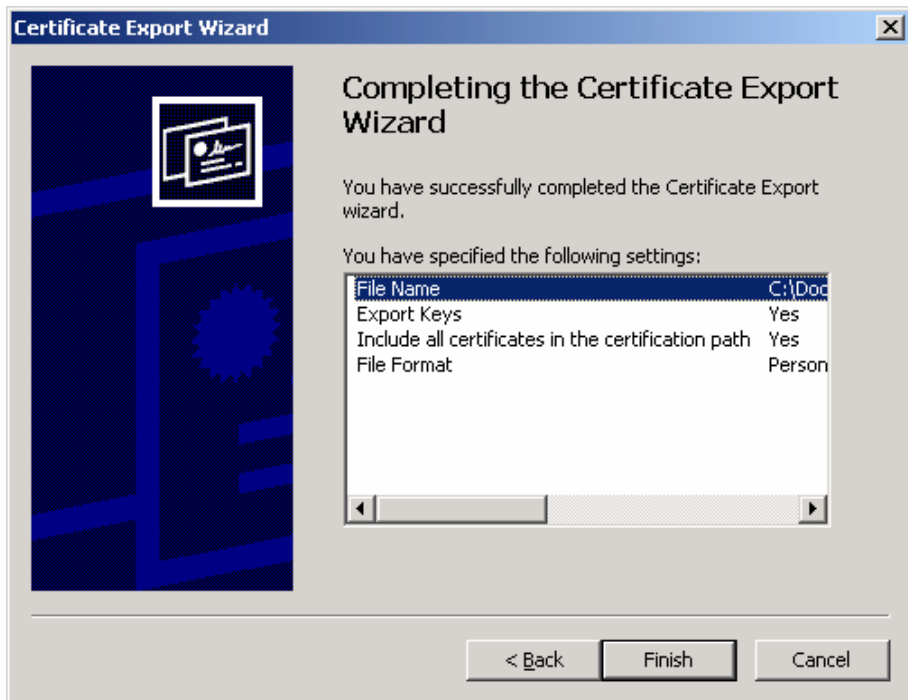 Certificate Export Wizard
Completing the Certificate Export
Wizard
You have successfully completed the Certificate Export
wizard.
You have specified the following settings:
File Name C:\Doc
Export Keys Yes
Include all certificates in the certification path Yes
File Format Person
< Back Finish Cancel